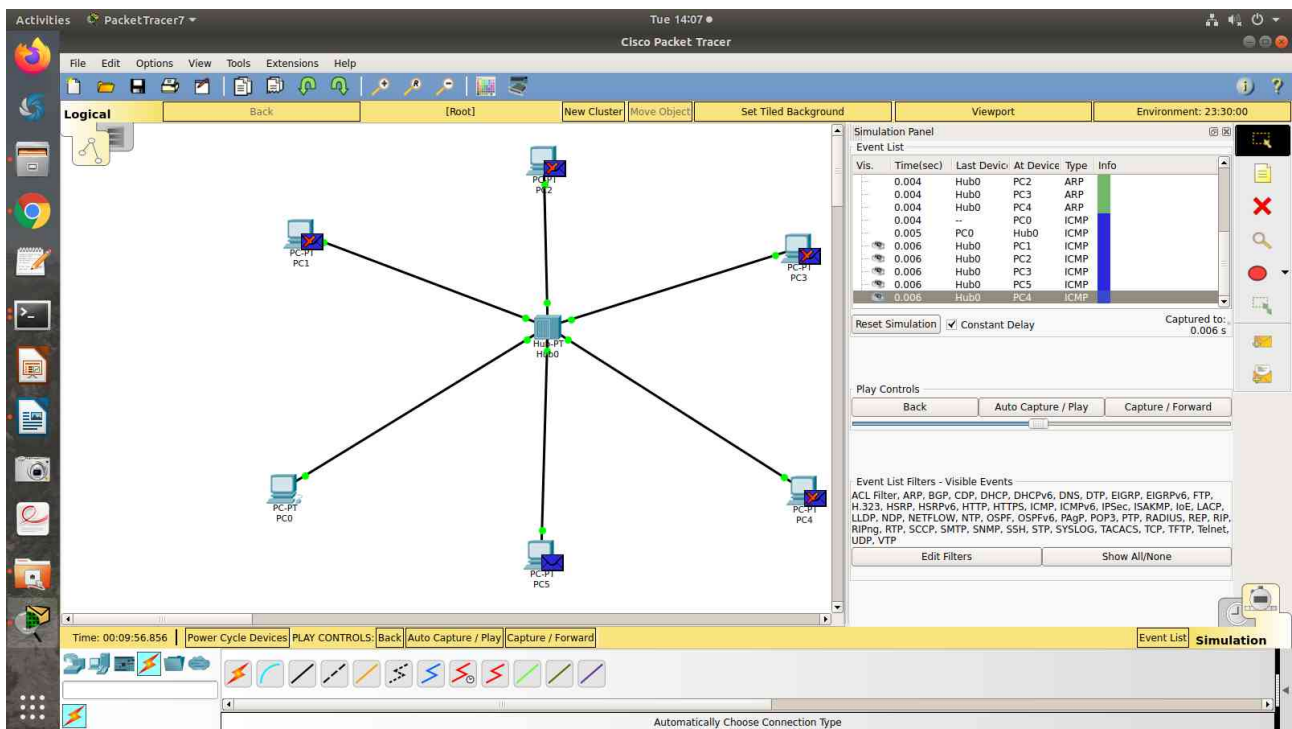 Activities PacketTracer7 Tue 14:07
Cisco Packet Tracer
File Edit Options View Tools Extensions Help
Logical Back [Root] New Cluster Move Object Set Tiled Background Viewport Environment: 23:30:00
PC-PT
PC2
PC-PT
PC1
PC-PT
PC3
Hub-PT
Hub0
PC-PT
PC0
PC-PT
PC4
PC-PT
PC5
Simulation Panel
Event List
Vis. Time(sec) Last Device At Device Type Info
0.004 Hub0 PC2 ARP
0.004 Hub0 PC3 ARP
0.004 Hub0 PC4 ARP
0.004 -- PC0 ICMP
0.005 PC0 Hub0 ICMP
0.006 Hub0 PC1 ICMP
0.006 Hub0 PC2 ICMP
0.006 Hub0 PC3 ICMP
0.006 Hub0 PC5 ICMP
0.006 Hub0 PC4 ICMP
Reset Simulation Constant Delay Captured to:
0.006 s
Play Controls
Back Auto Capture / Play Capture / Forward
Event List Filters - Visible Events
ACL Filter, ARP, BGP, CDP, DHCP, DHCPv6, DNS, DTP, EIGRP, EIGRPv6, FTP,
H.323, HSRP, HSRPv6, HTTP, HTTPS, ICMP, ICMPv6, IPSec, ISAKMP, IoE, LACP,
LLDP, NDP, NETFLOW, NTP, OSPF, OSPFv6, PAgP, POP3, PTP, RADIUS, REP, RIP,
RIPng, RTP, SCCP, SMTP, SNMP, SSH, STP, SYSLOG, TACACS, TCP, TFTP, Telnet,
UDP, VTP
Edit Filters Show All/None
Time: 00:09:56.856 Power Cycle Devices PLAY CONTROLS: Back Auto Capture / Play Capture / Forward Event List Simulation
Automatically Choose Connection Type